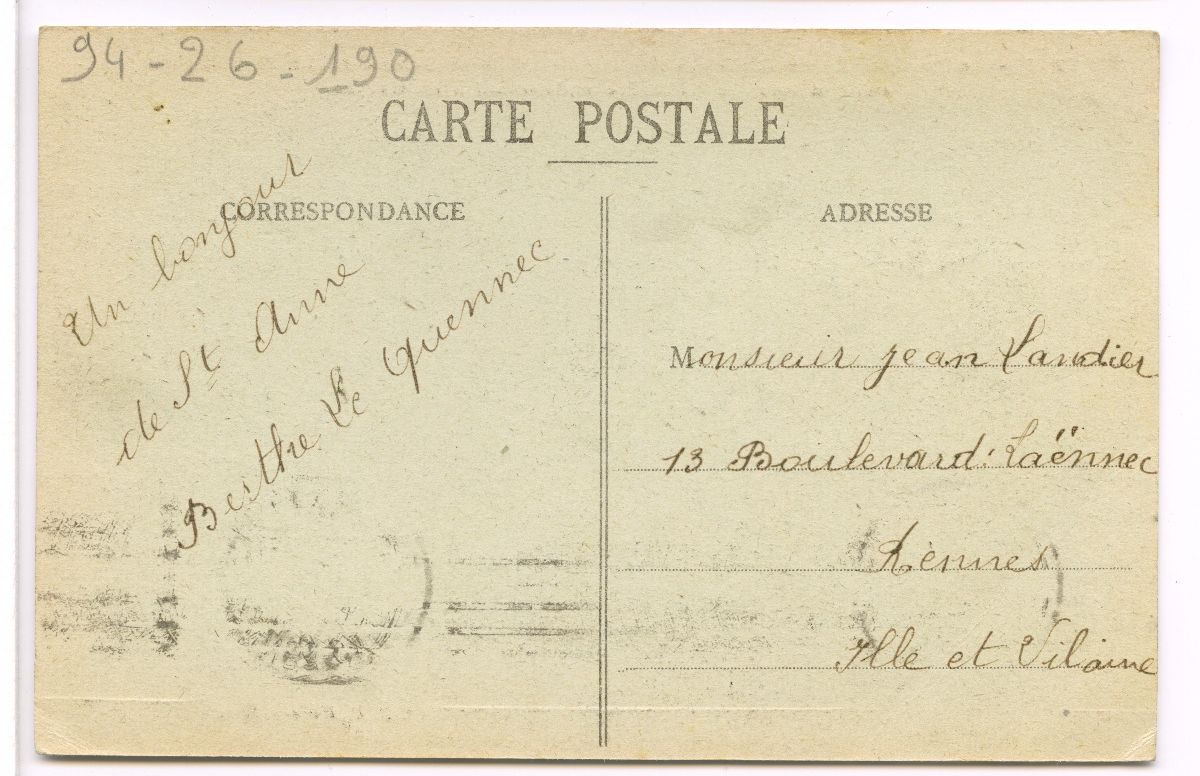 94-26-190
CARTE POSTALE
CORRESPONDANCE
ADRESSE
Un bonjour
de St Anne
Berthe Le Quennec
Monsieur jean Landier
13 Boulevard Laënnec
Rennes
Ille et Vilaine